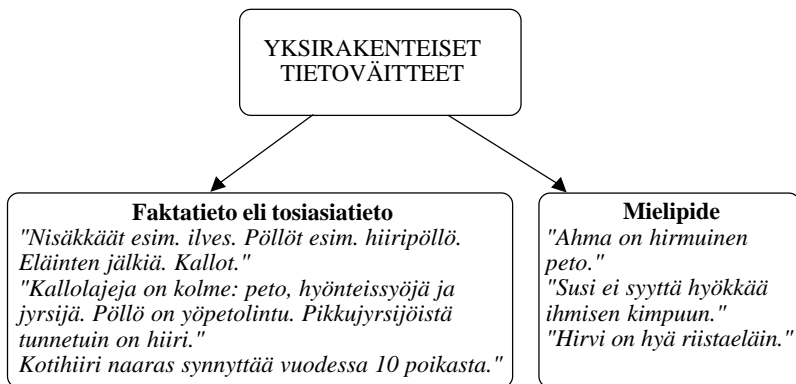 YKSIRAKENTEISET
TIETOVÄITTEET
Faktatieto eli tosiasiatieto
"Nisäkkäät esim. ilves. Pöllöt esim. hiiripöllö.
Eläinten jälkiä. Kallot."
"Kallolajeja on kolme: peto, hyönteissyöjä ja
jyrsijä. Pöllö on yöpetolintu. Pikkujyrsijöistä
tunnetuin on hiiri."
Kotihiiri naaras synnyttää vuodessa 10 poikasta."
Mielipide
"Ahma on hirmuinen
peto."
"Susi ei syyttä hyökkää
ihmisen kimpuun."
"Hirvi on hyä riistaeläin."